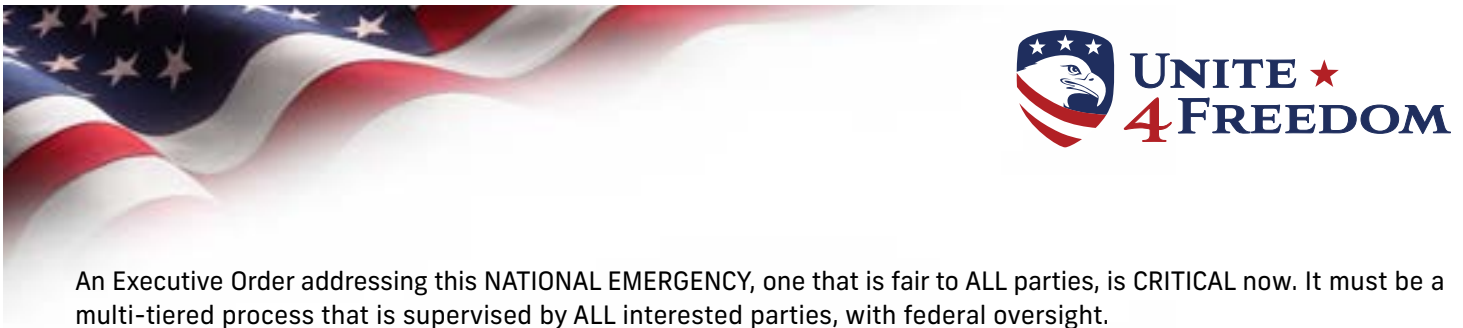 UNITE
4FREEDOM
An Executive Order addressing this NATIONAL EMERGENCY, one that is fair to ALL parties, is CRITICAL now. It must be a
multi-tiered process that is supervised by ALL interested parties, with federal oversight.